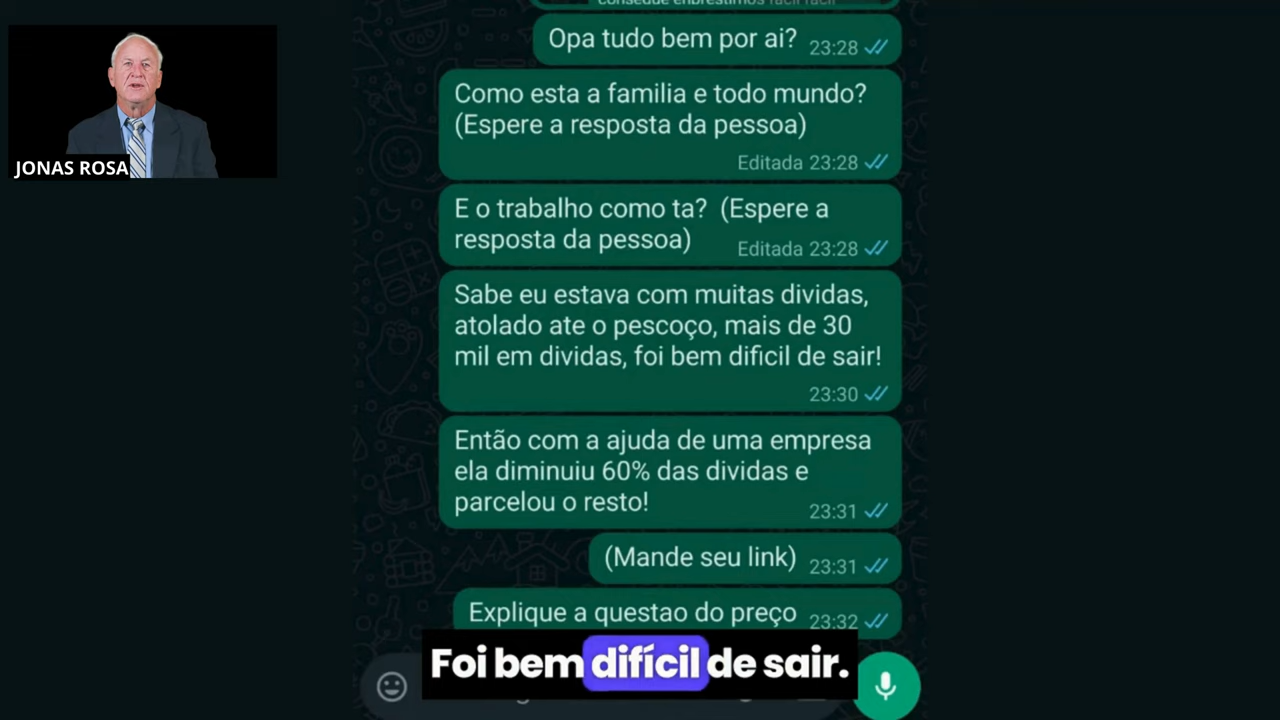 consegue enbrestimos facil facil
Opa tudo bem por ai? 23:28
Como esta a familia e todo mundo?
(Espere a resposta da pessoa)
Editada 23:28
E o trabalho como ta? (Espere a
resposta da pessoa) Editada 23:28
Sabe eu estava com muitas dividas,
atolado ate o pescoço, mais de 30
mil em dividas, foi bem dificil de sair!
23:30
Então com a ajuda de uma empresa
ela diminuiu 60% das dividas e
parcelou o resto! 23:31
(Mande seu link) 23:31
Explique a questao do preço 23:32
JONAS ROSA
Foi bem difícil de sair.